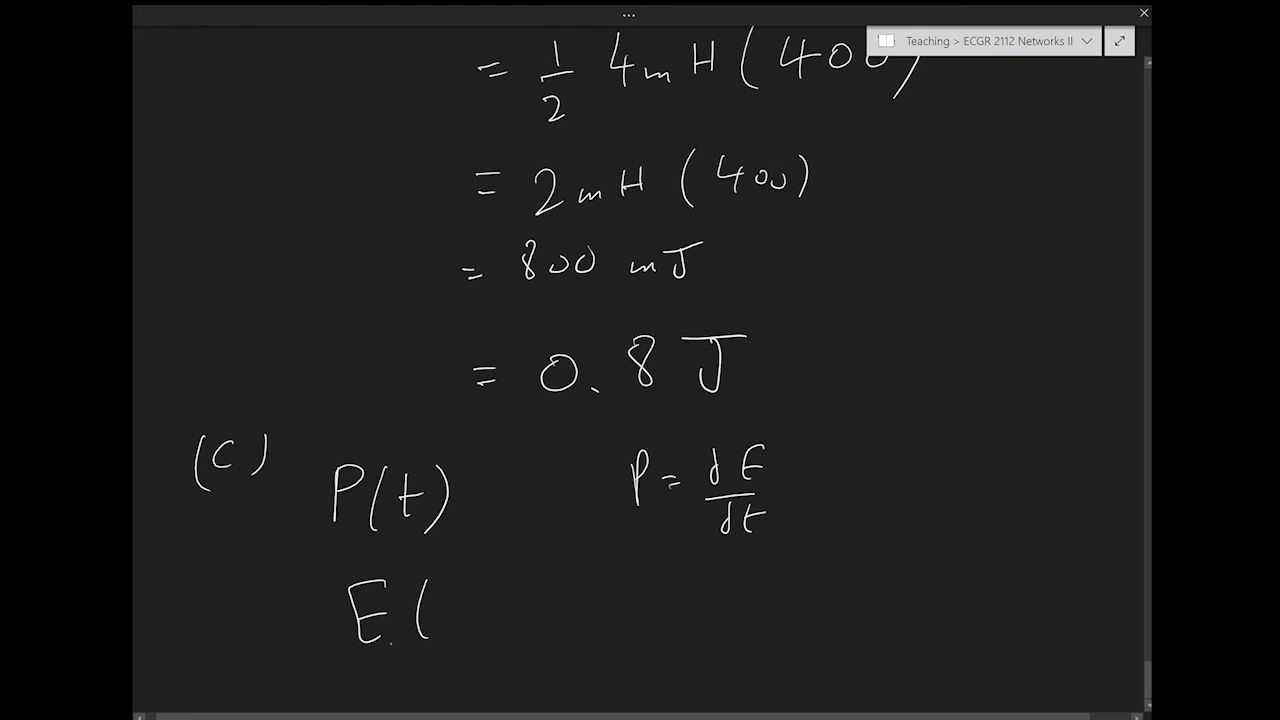 ...
Teaching > ECGR 2112 Networks II
= 1/2 4mH(400)
= 2mH (400)
= 800 mJ
= 0.8 J
(C) P(t) P = dE/dt
E(